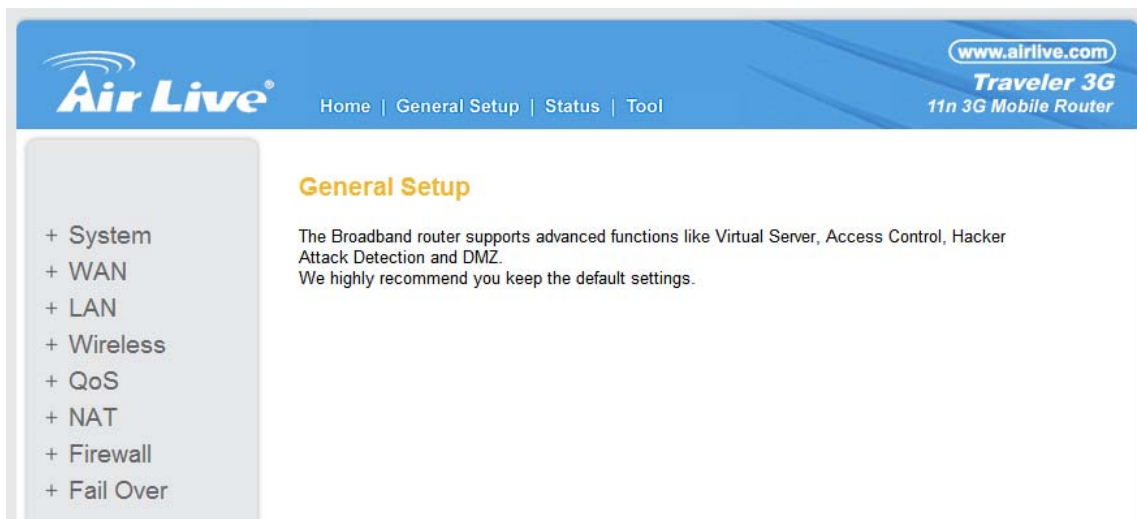 Air Live®
Home | General Setup | Status | Tool
www.airlive.com
Traveler 3G
11n 3G Mobile Router
+ System
+ WAN
+ LAN
+ Wireless
+ QoS
+ NAT
+ Firewall
+ Fail Over
General Setup
The Broadband router supports advanced functions like Virtual Server, Access Control, Hacker
Attack Detection and DMZ.
We highly recommend you keep the default settings.